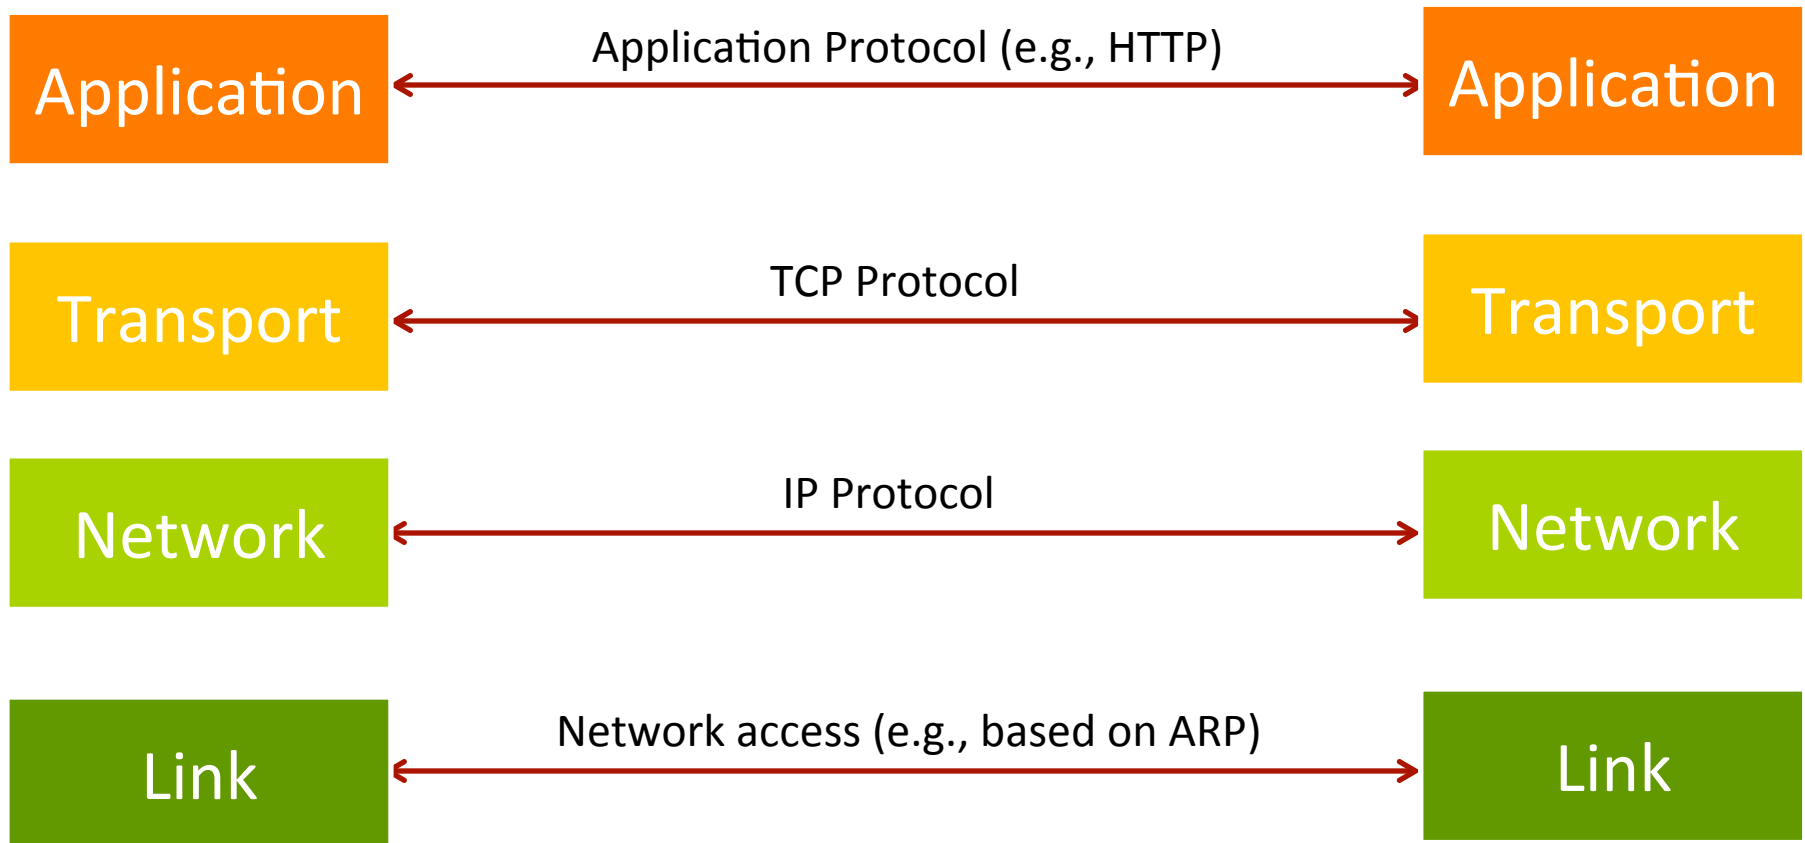 Application
Application Protocol (e.g., HTTP)
Application
Transport
TCP Protocol
Transport
Network
IP Protocol
Network
Link
Network access (e.g., based on ARP)
Link